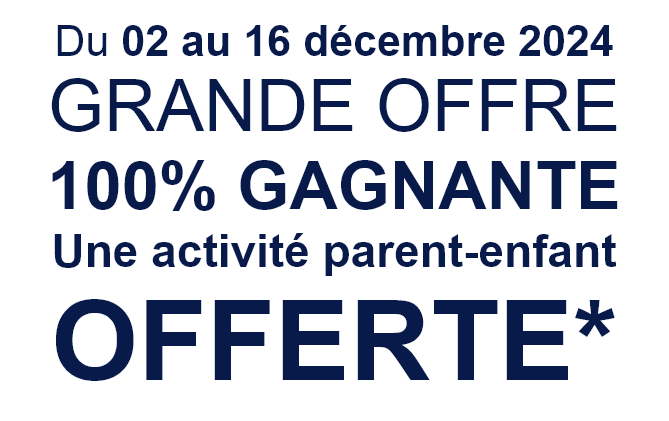 Du 02 au 16 décembre 2024
GRANDE OFFRE
100% GAGNANTE
Une activité parent-enfant
OFFERTE*